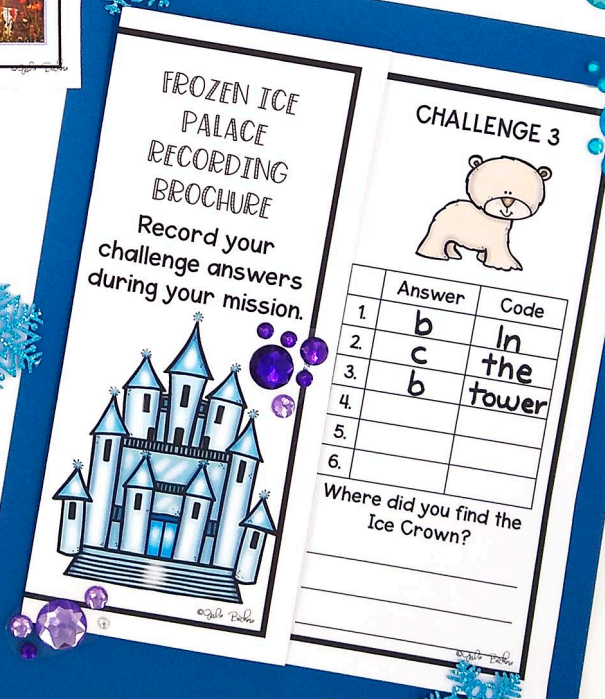 FROZEN ICE
PALACE
RECORDING
BROCHURE
Record your
challenge answers
during your mission.
CHALLENGE 3
Answer Code
1. b In
2. c the
3. b tower
4.
5.
6.
Where did you find the
Ice Crown?